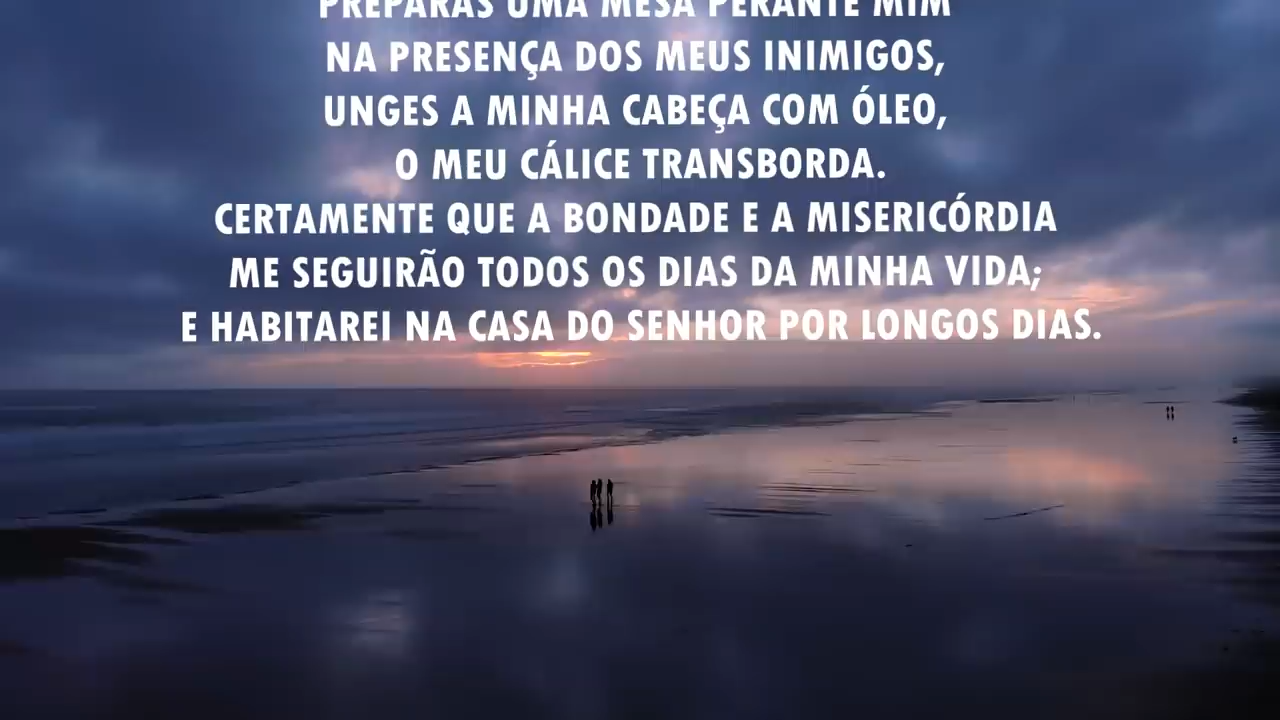 PREPARAS UMA MESA PERANTE MIM
NA PRESENÇA DOS MEUS INIMIGOS,
UNGES A MINHA CABEÇA COM ÓLEO,
O MEU CÁLICE TRANSBORDA.
CERTAMENTE QUE A BONDADE E A MISERICÓRDIA
ME SEGUIRÃO TODOS OS DIAS DA MINHA VIDA;
E HABITAREI NA CASA DO SENHOR POR LONGOS DIAS.